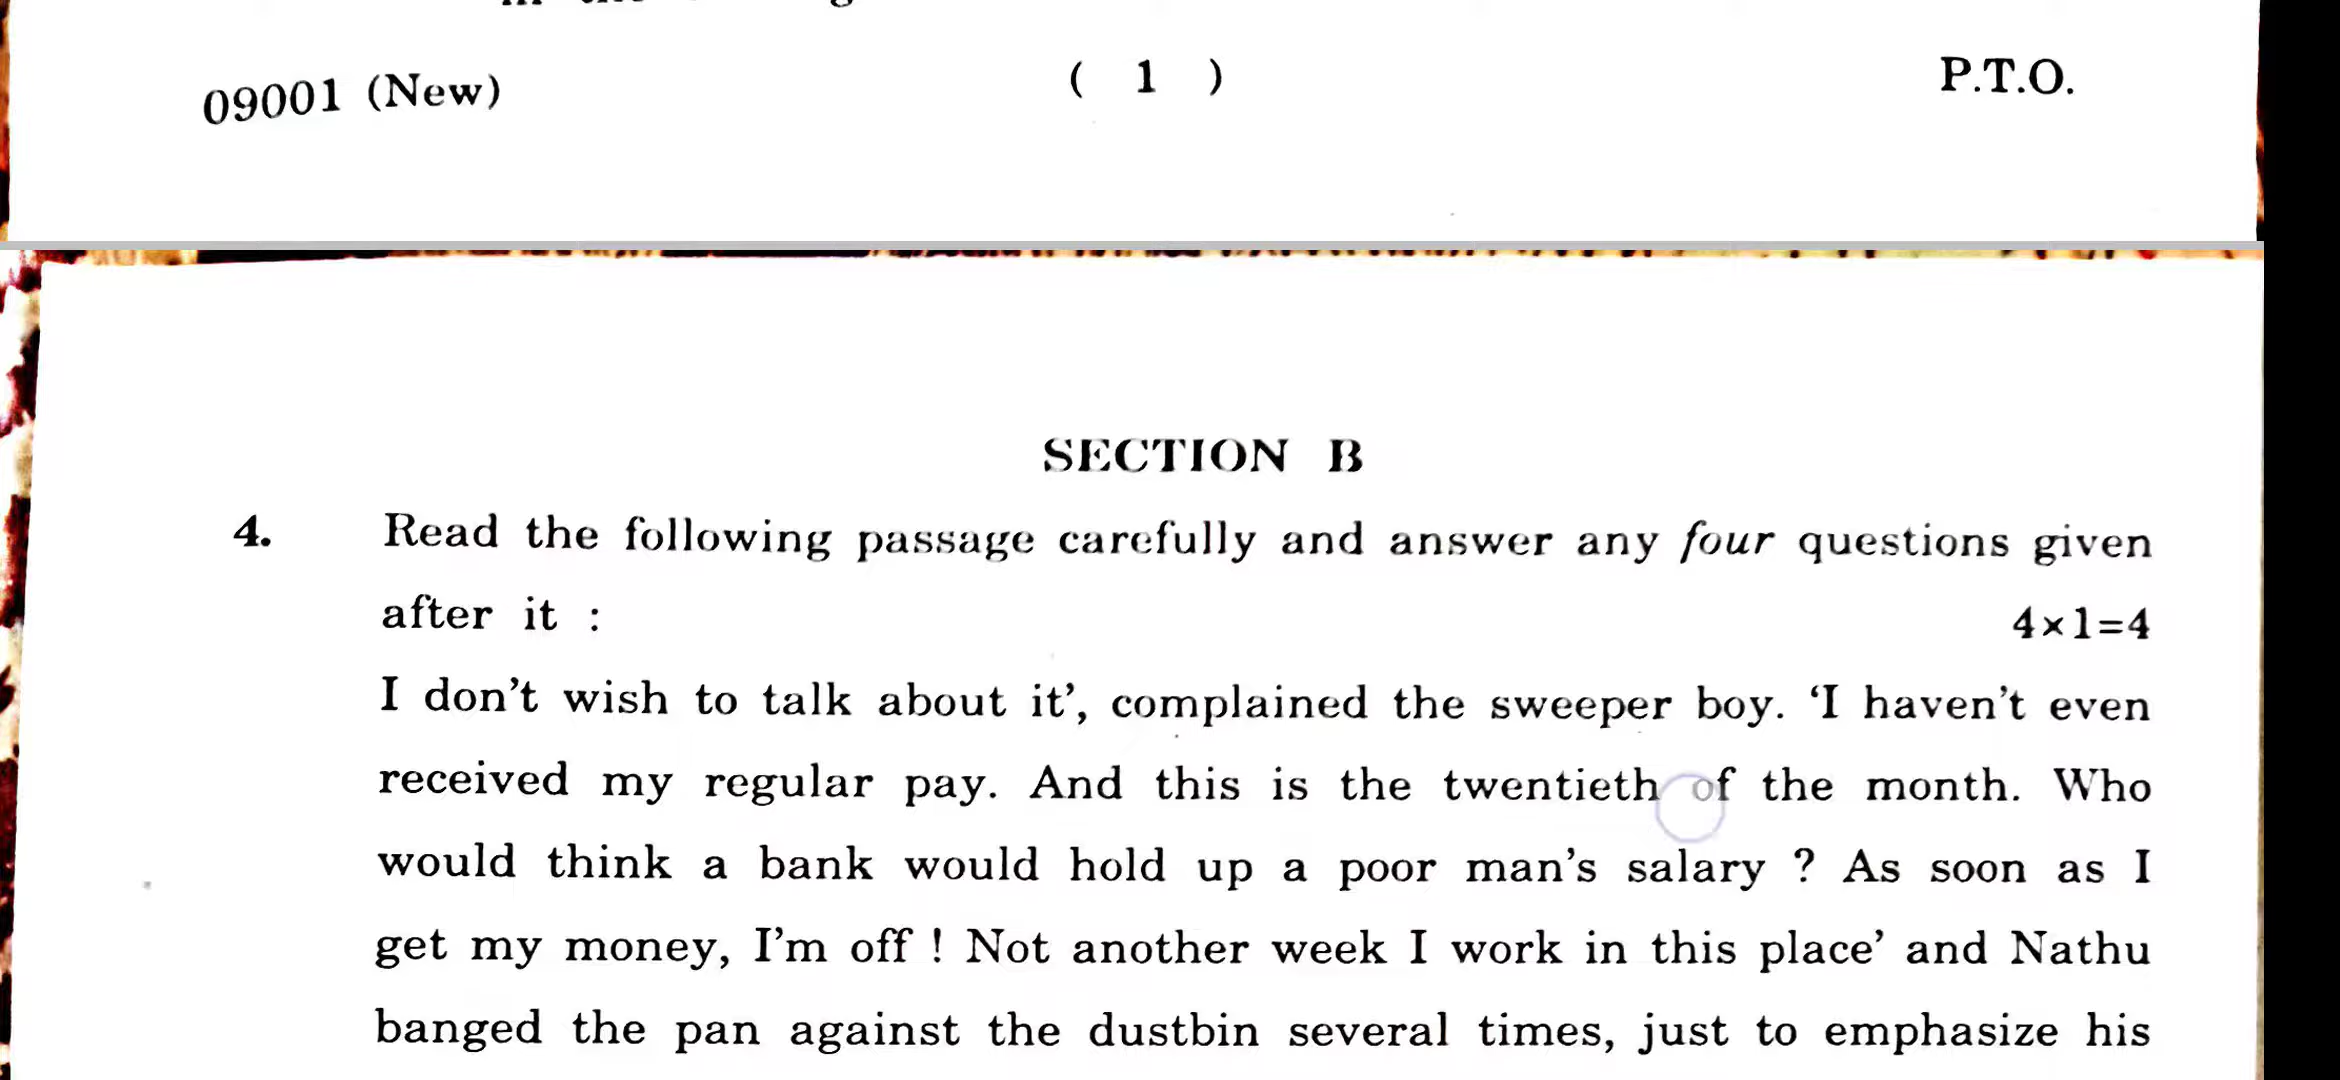 09001 (New) ( 1 ) P.T.O.
SECTION B
4. Read the following passage carefully and answer any four questions given
after it : 4×1=4
I don't wish to talk about it', complained the sweeper boy. 'I haven't even
received my regular pay. And this is the twentieth of the month. Who
would think a bank would hold up a poor man's salary ? As soon as I
get my money, I'm off ! Not another week I work in this place' and Nathu
banged the pan against the dustbin several times, just to emphasize his